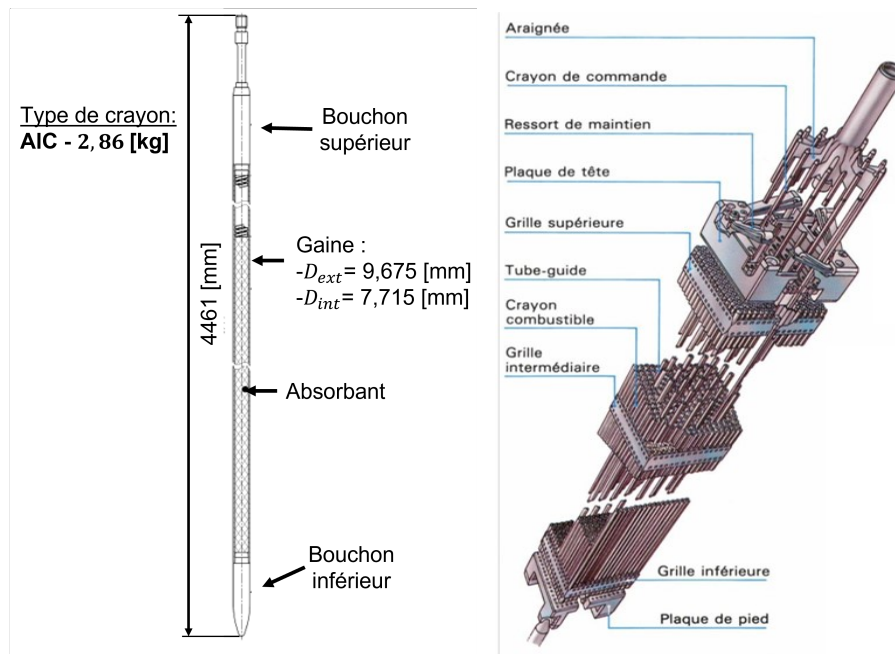 Type de crayon:
AIC - 2,86 [kg]
4461 [mm]
Bouchon
supérieur
Gaine :
-D_ext= 9,675 [mm]
-D_int= 7,715 [mm]
Absorbant
Bouchon
inférieur
Araignée
Crayon de commande
Ressort de maintien
Plaque de tête
Grille supérieure
Tube-guide
Crayon
combustible
Grille
intermédiaire
Grille inférieure
Plaque de pied